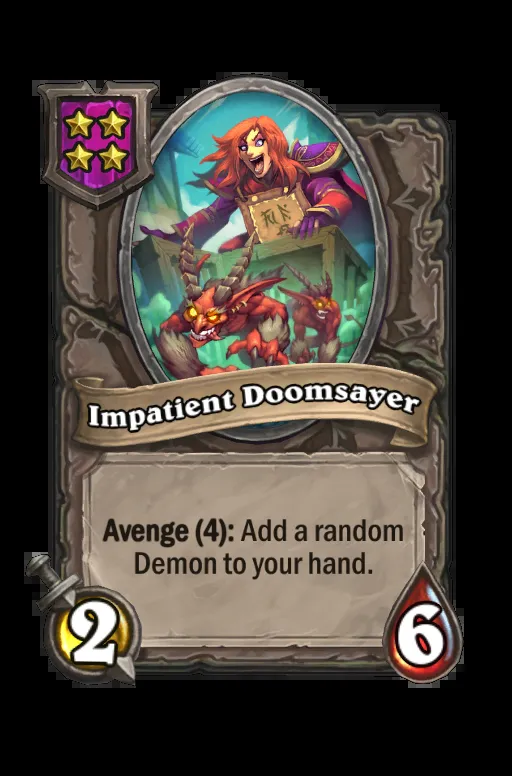 Impatient Doomsayer
Avenge (4): Add a random
Demon to your hand.
2
6